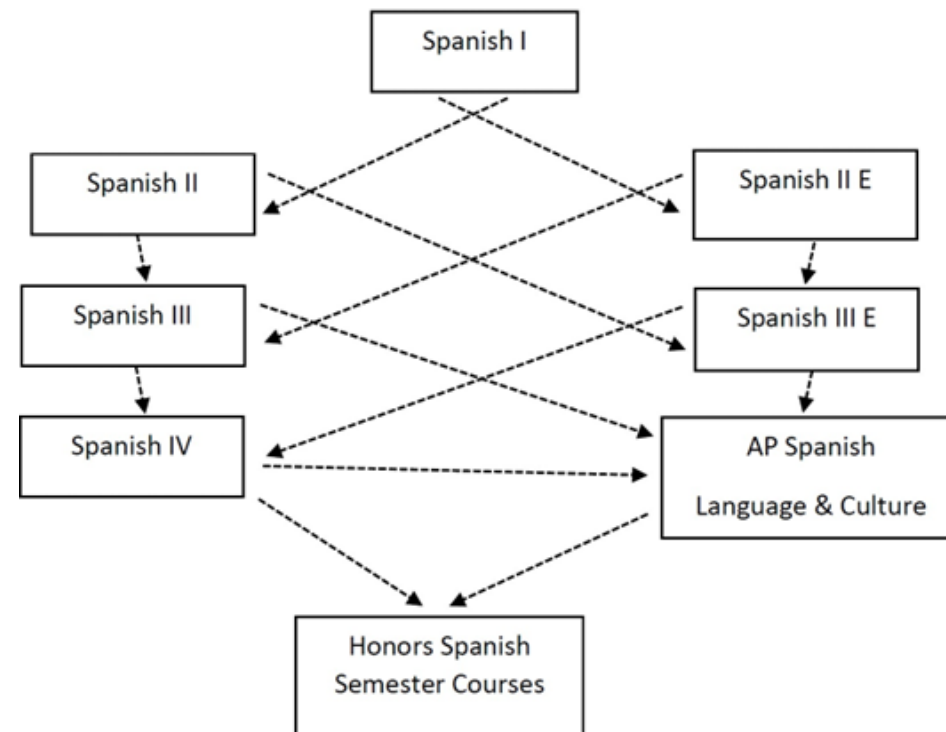 Spanish I
Spanish II
Spanish II E
Spanish III
Spanish III E
Spanish IV
AP Spanish
Language & Culture
Honors Spanish
Semester Courses